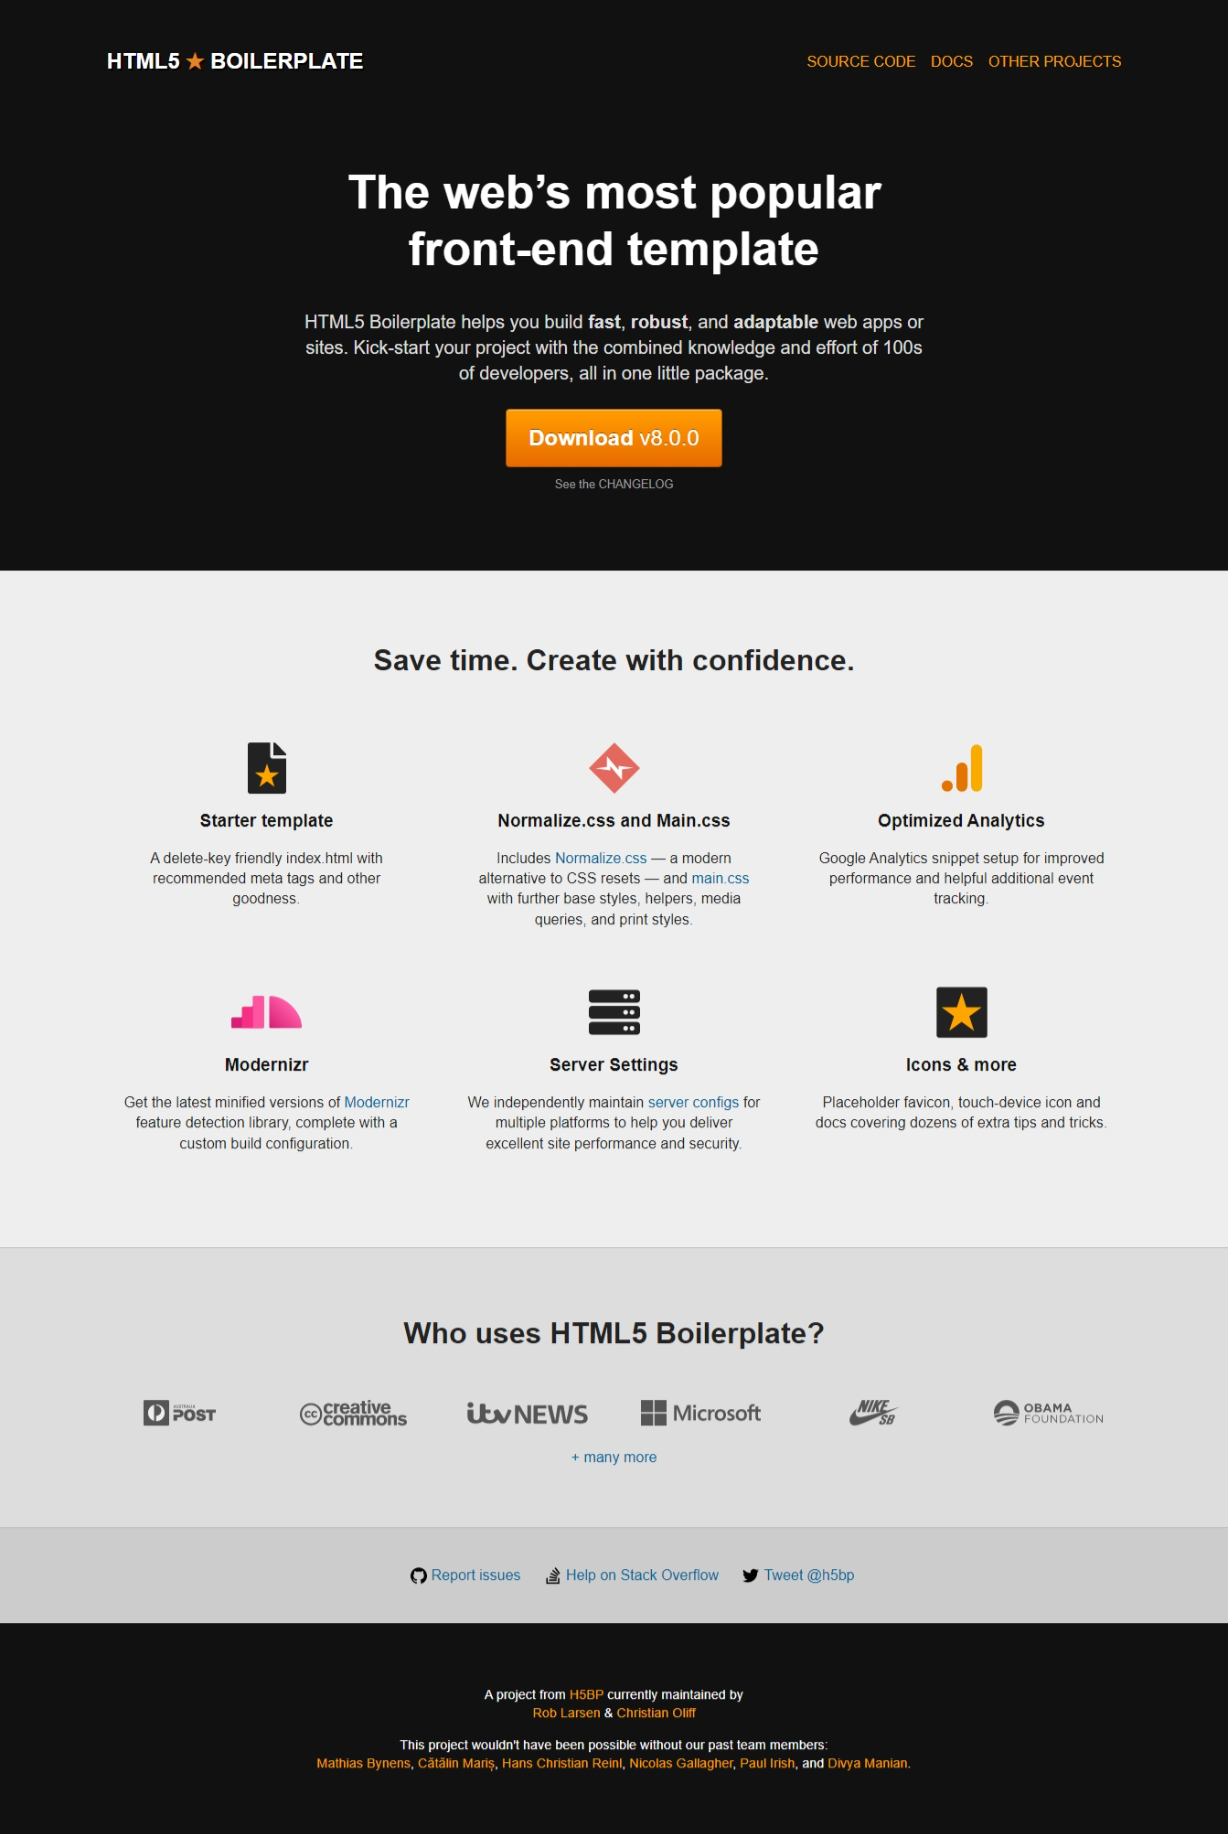 HTML5 ★ BOILERPLATE
SOURCE CODE DOCS OTHER PROJECTS
The web’s most popular
front-end template
HTML5 Boilerplate helps you build fast, robust, and adaptable web apps or
sites. Kick-start your project with the combined knowledge and effort of 100s
of developers, all in one little package.
Download v8.0.0
See the CHANGELOG
Save time. Create with confidence.
Starter template
A delete-key friendly index.html with
recommended meta tags and other
goodness.
Normalize.css and Main.css
Includes Normalize.css — a modern
alternative to CSS resets — and main.css
with further base styles, helpers, media
queries, and print styles.
Optimized Analytics
Google Analytics snippet setup for improved
performance and helpful additional event
tracking.
Modernizr
Get the latest minified versions of Modernizr
feature detection library, complete with a
custom build configuration.
Server Settings
We independently maintain server configs for
multiple platforms to help you deliver
excellent site performance and security.
Icons & more
Placeholder favicon, touch-device icon and
docs covering dozens of extra tips and tricks.
Who uses HTML5 Boilerplate?
AUSTRALIA
POST
cc creative
commons
itv NEWS
Microsoft
NIKE
SB
OBAMA
FOUNDATION
+ many more
Report issues Help on Stack Overflow Tweet @h5bp
A project from H5BP currently maintained by
Rob Larsen & Christian Oliff
This project wouldn't have been possible without our past team members:
Mathias Bynens, Cătălin Mariș, Hans Christian Reinl, Nicolas Gallagher, Paul Irish, and Divya Manian.